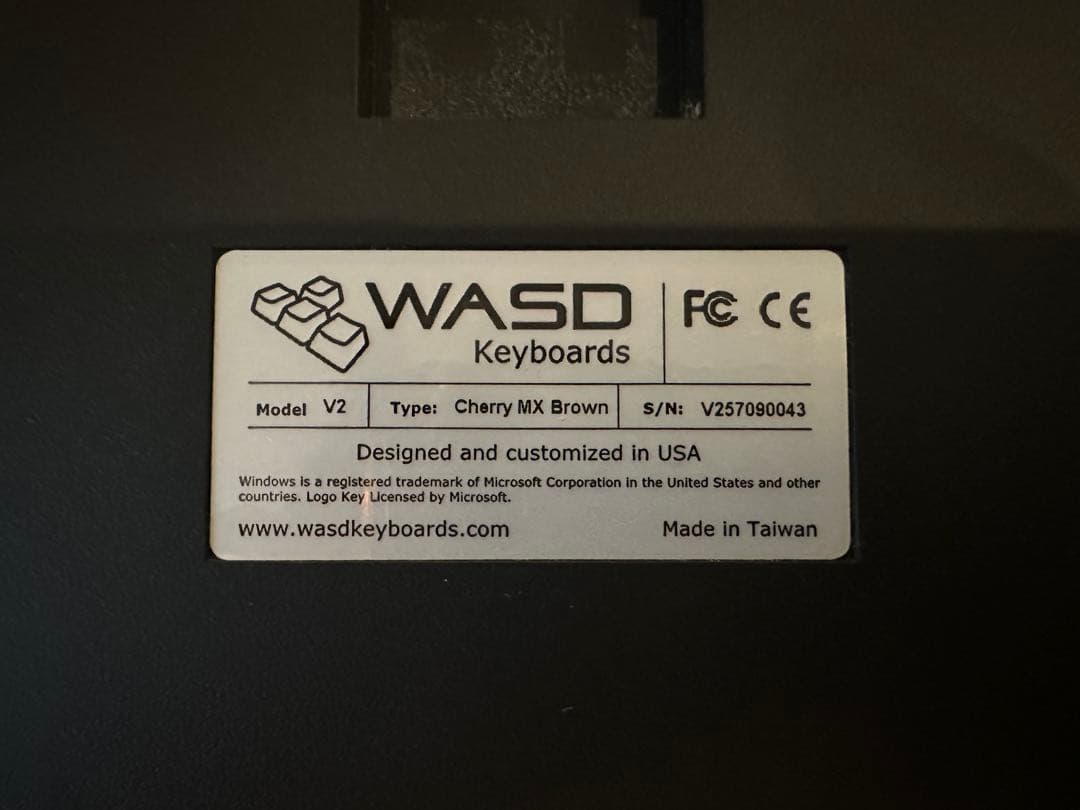 WASD FC CE
Keyboards
Model V2 Type: Cherry MX Brown S/N: V257090043
Designed and customized in USA
Windows is a registered trademark of Microsoft Corporation in the United States and other
countries. Logo Key Licensed by Microsoft.
www.wasdkeyboards.com Made in Taiwan